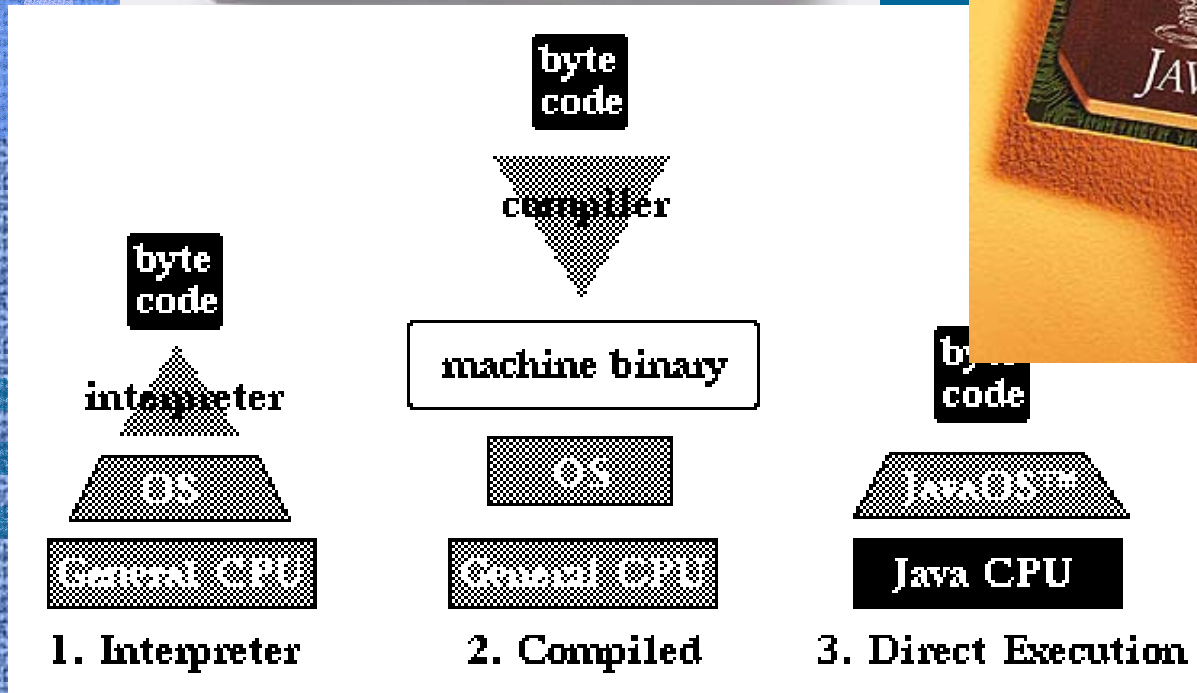 byte
code
interpreter
OS
General CPU
1. Interpreter
byte
code
compiler
machine binary
OS
General CPU
2. Compiled
code
JavaOS™
Java CPU
3. Direct Execution